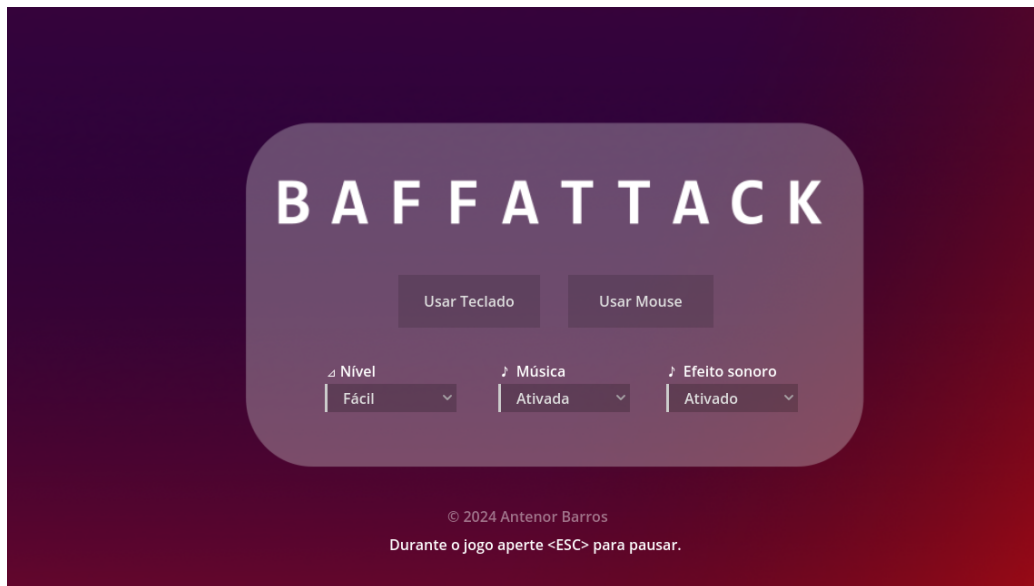 BAFFATTACK
Usar Teclado Usar Mouse
⊿ Nível ♪ Música ♪ Efeito sonoro
Fácil Ativada Ativado
© 2024 Antenor Barros
Durante o jogo aperte <ESC> para pausar.